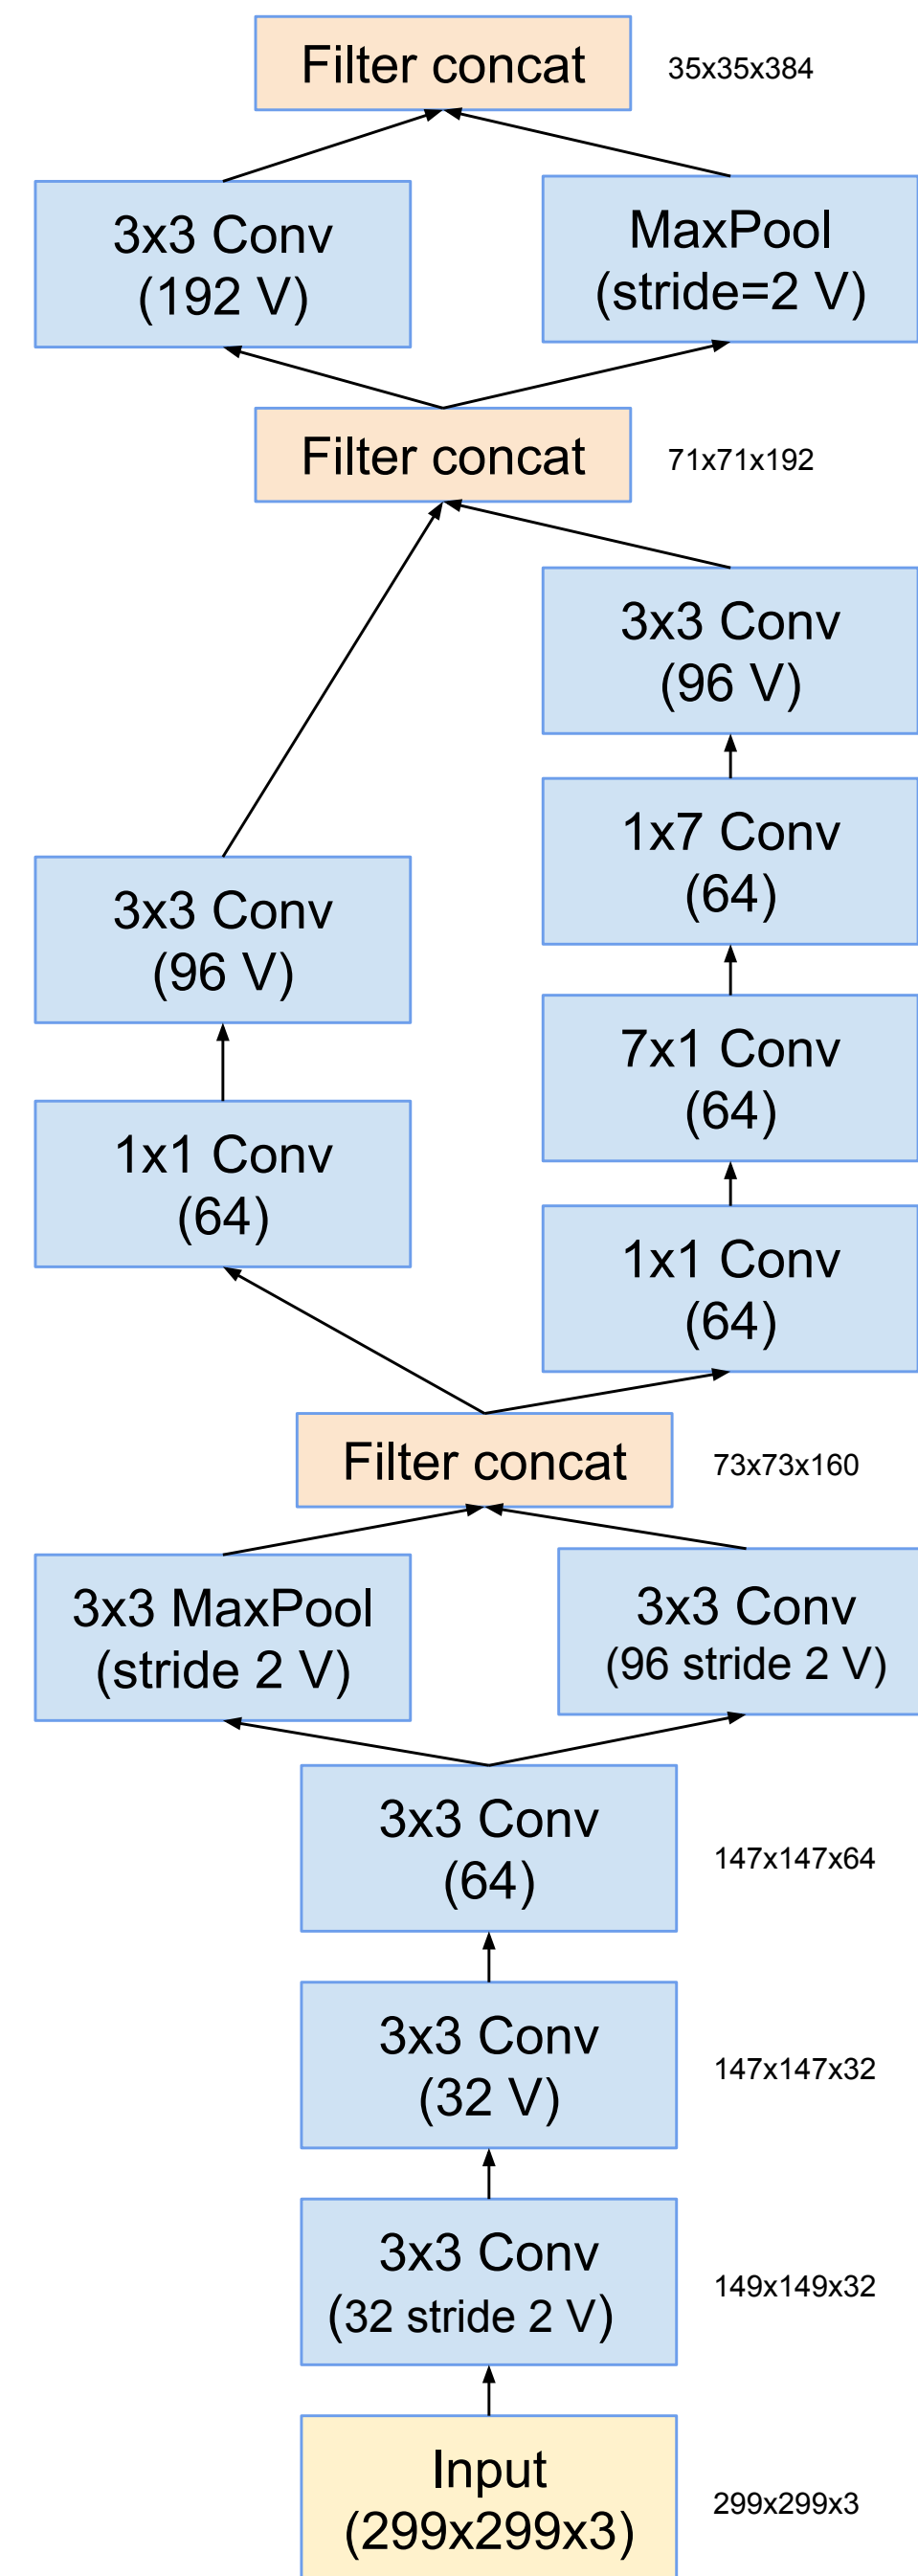 Filter concat
35x35x384
3x3 Conv
(192 V)
MaxPool
(stride=2 V)
Filter concat
71x71x192
3x3 Conv
(96 V)
1x7 Conv
(64)
3x3 Conv
(96 V)
7x1 Conv
(64)
1x1 Conv
(64)
1x1 Conv
(64)
Filter concat
73x73x160
3x3 MaxPool
(stride 2 V)
3x3 Conv
(96 stride 2 V)
3x3 Conv
(64)
147x147x64
3x3 Conv
(32 V)
147x147x32
3x3 Conv
(32 stride 2 V)
149x149x32
Input
(299x299x3)
299x299x3